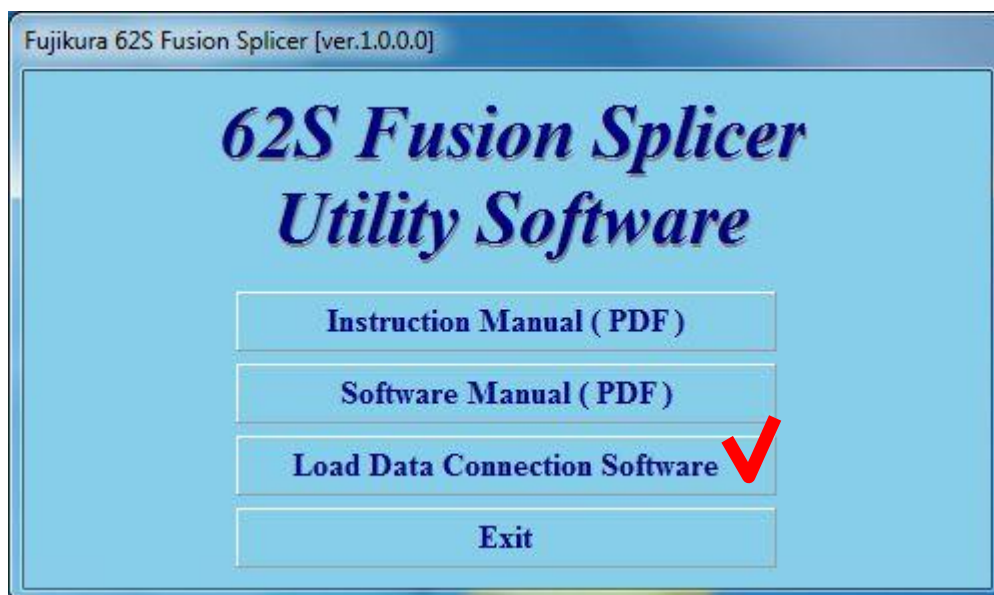 Fujikura 62S Fusion Splicer [ver.1.0.0.0]
62S Fusion Splicer
Utility Software
Instruction Manual ( PDF )
Software Manual ( PDF )
Load Data Connection Software
Exit